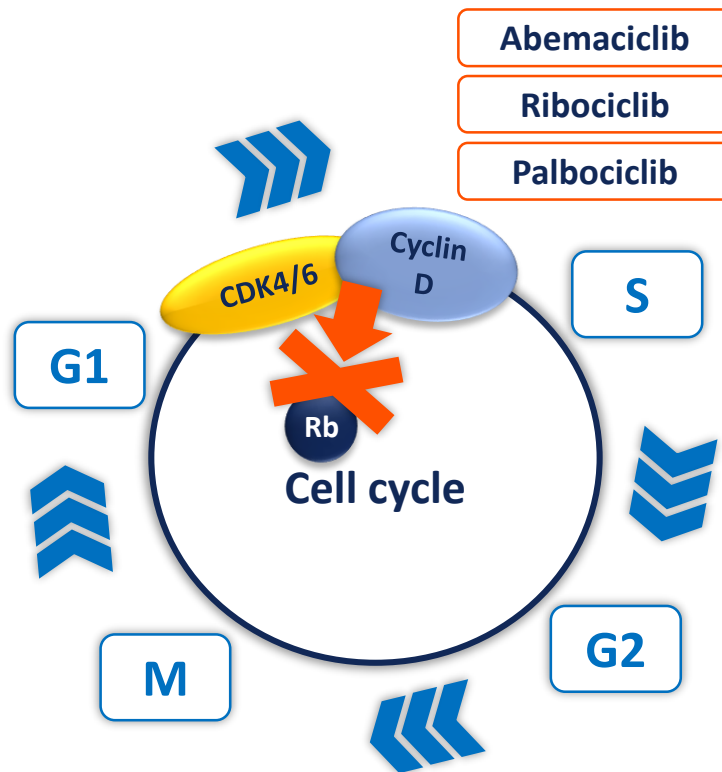 Abemaciclib
Ribociclib
Palbociclib
CDK4/6
Cyclin
D
S
G1
Rb
Cell cycle
G2
M